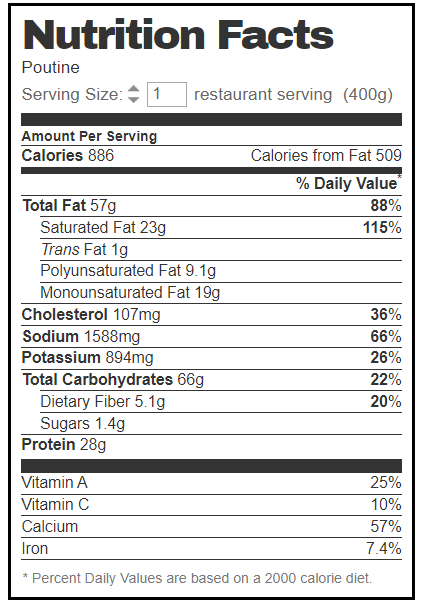 Nutrition Facts
Poutine
Serving Size: 1 restaurant serving (400g)
Amount Per Serving
Calories 886 Calories from Fat 509
% Daily Value*
Total Fat 57g 88%
Saturated Fat 23g 115%
Trans Fat 1g
Polyunsaturated Fat 9.1g
Monounsaturated Fat 19g
Cholesterol 107mg 36%
Sodium 1588mg 66%
Potassium 894mg 26%
Total Carbohydrates 66g 22%
Dietary Fiber 5.1g 20%
Sugars 1.4g
Protein 28g
Vitamin A 25%
Vitamin C 10%
Calcium 57%
Iron 7.4%
* Percent Daily Values are based on a 2000 calorie diet.